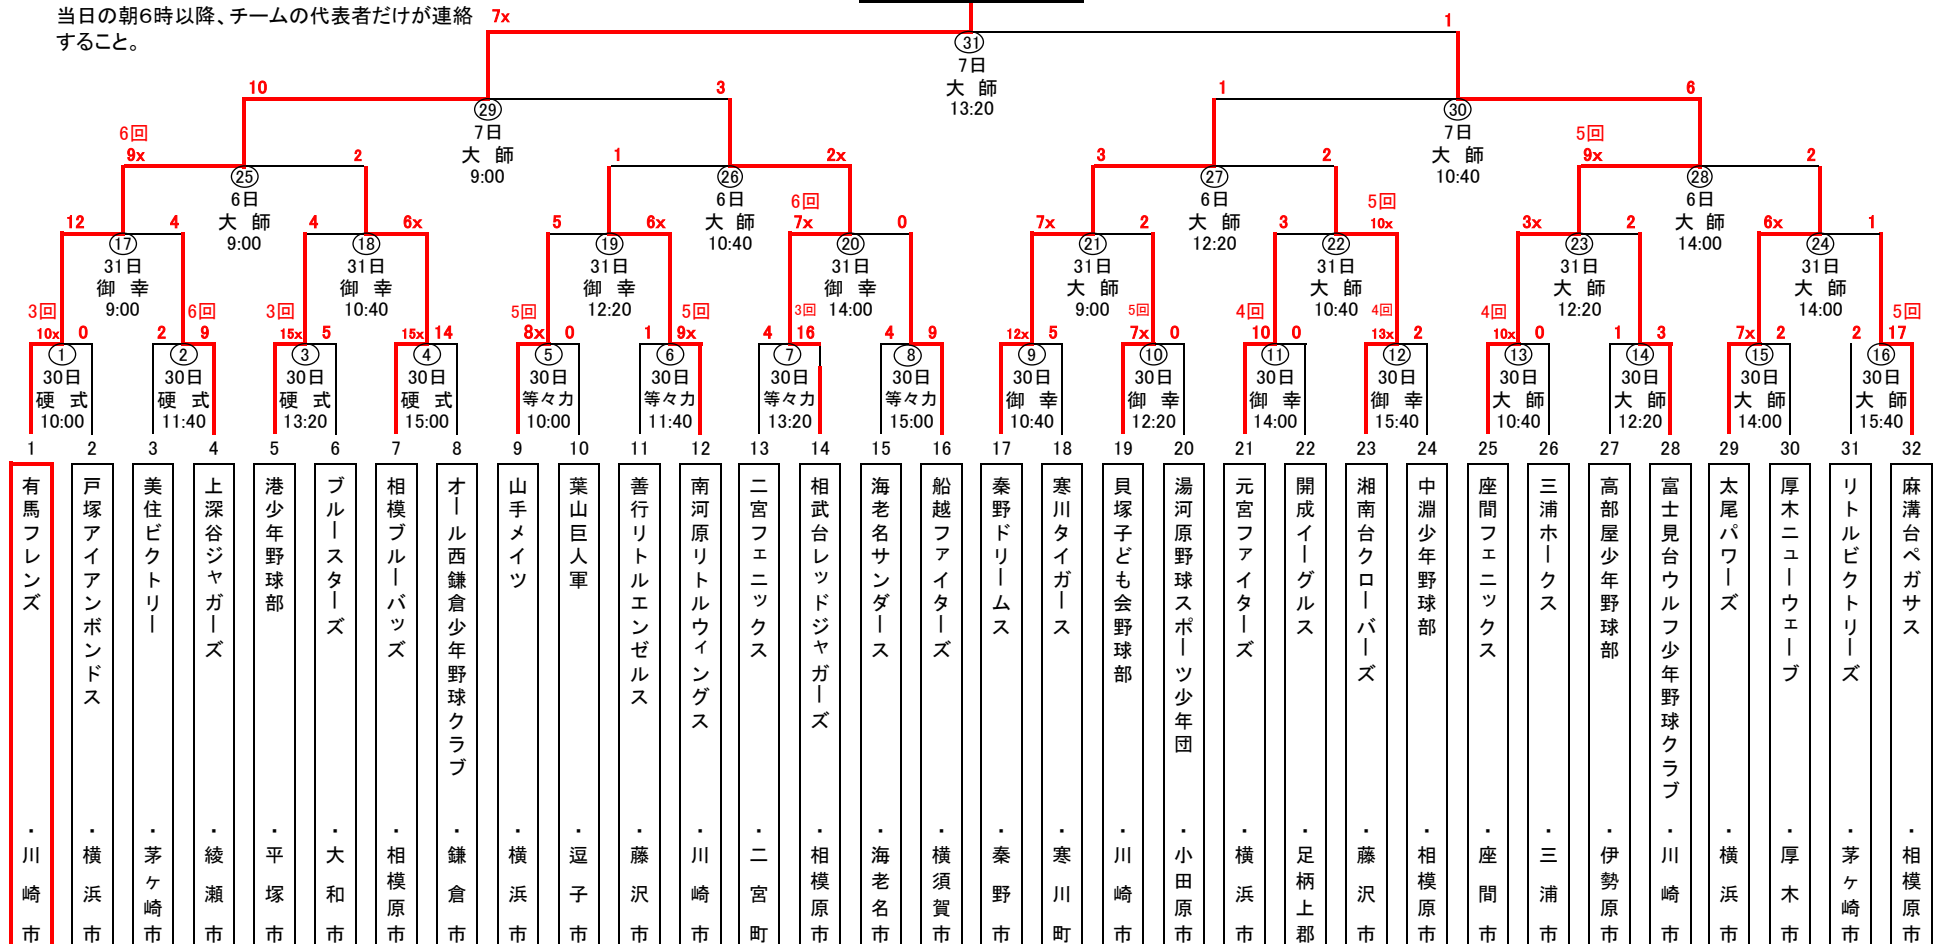 当日の朝6時以降、チームの代表者だけが連絡
すること。
7x 1
31
7日
大 師
13:20
10 3 1 6
29 30
7日 7日
大 師 大 師
9:00 10:40
6回 5回
9x 2 1 2x 3 2 9x 2
25 26 27 28
6日 6日 6日 6日
大 師 大 師 大 師 大 師
9:00 10:40 12:20 14:00
6回 5回
12 4 4 6x 5 6x 7x 0 7x 2 3 10x 3x 2 6x 1
17 18 19 20 21 22 23 24
31日 31日 31日 31日 31日 31日 31日 31日
御 幸 御 幸 御 幸 御 幸 大 師 大 師 大 師 大 師
9:00 10:40 12:20 14:00 9:00 10:40 12:20 14:00
3回 6回 3回 5回 5回 3回 5回 4回 4回 4回 5回
10x 0 2 9 15x 5 15x 14 8x 0 1 9x 4 16 4 9 12x 5 7x 0 10 0 13x 2 10x 0 1 3 7x 2 2 17
1 2 3 4 5 6 7 8 9 10 11 12 13 14 15 16
30日 30日 30日 30日 30日 30日 30日 30日 30日 30日 30日 30日 30日 30日 30日 30日
硬 式 硬 式 硬 式 硬 式 等々力 等々力 等々力 等々力 御 幸 御 幸 御 幸 御 幸 大 師 大 師 大 師 大 師
10:00 11:40 13:20 15:00 10:00 11:40 13:20 15:00 10:40 12:20 14:00 15:40 10:40 12:20 14:00 15:40
1 2 3 4 5 6 7 8 9 10 11 12 13 14 15 16 17 18 19 20 21 22 23 24 25 26 27 28 29 30 31 32
有馬フレンズ ・川崎市
戸塚アイアンボンドス ・横浜市
美住ビクトリー ・茅ヶ崎市
上深谷ジャガーズ ・綾瀬市
港少年野球部 ・平塚市
ブルースターズ ・大和市
相模ブルーバッズ ・相模原市
オール西鎌倉少年野球クラブ ・鎌倉市
山手メイツ ・横浜市
葉山巨人軍 ・逗子市
善行リトルエンゼルス ・藤沢市
南河原リトルウィングス ・川崎市
二宮フェニックス ・二宮町
相武台レッドジャガーズ ・相模原市
海老名サンダース ・海老名市
船越ファイターズ ・横須賀市
秦野ドリームス ・秦野市
寒川タイガース ・寒川町
貝塚子ども会野球部 ・川崎市
湯河原野球スポーツ少年団 ・小田原市
元宮ファイターズ ・横浜市
開成イーグルス ・足柄上郡
湘南台クローバーズ ・藤沢市
中淵少年野球部 ・相模原市
座間フェニックス ・座間市
三浦ホークス ・三浦市
高部屋少年野球部 ・伊勢原市
富士見台ウルフ少年野球クラブ ・川崎市
太尾パワーズ ・横浜市
厚木ニューウェーブ ・厚木市
リトルビクトリーズ ・茅ヶ崎市
麻溝台ペガサス ・相模原市